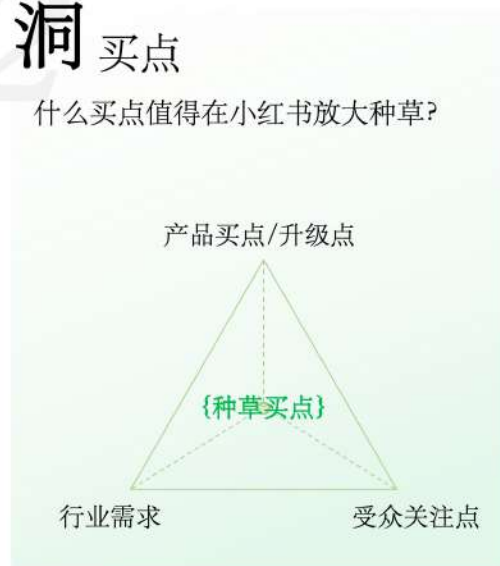 洞 买点
什么买点值得在小红书放大种草?
产品买点/升级点
{种草买点}
行业需求
受众关注点